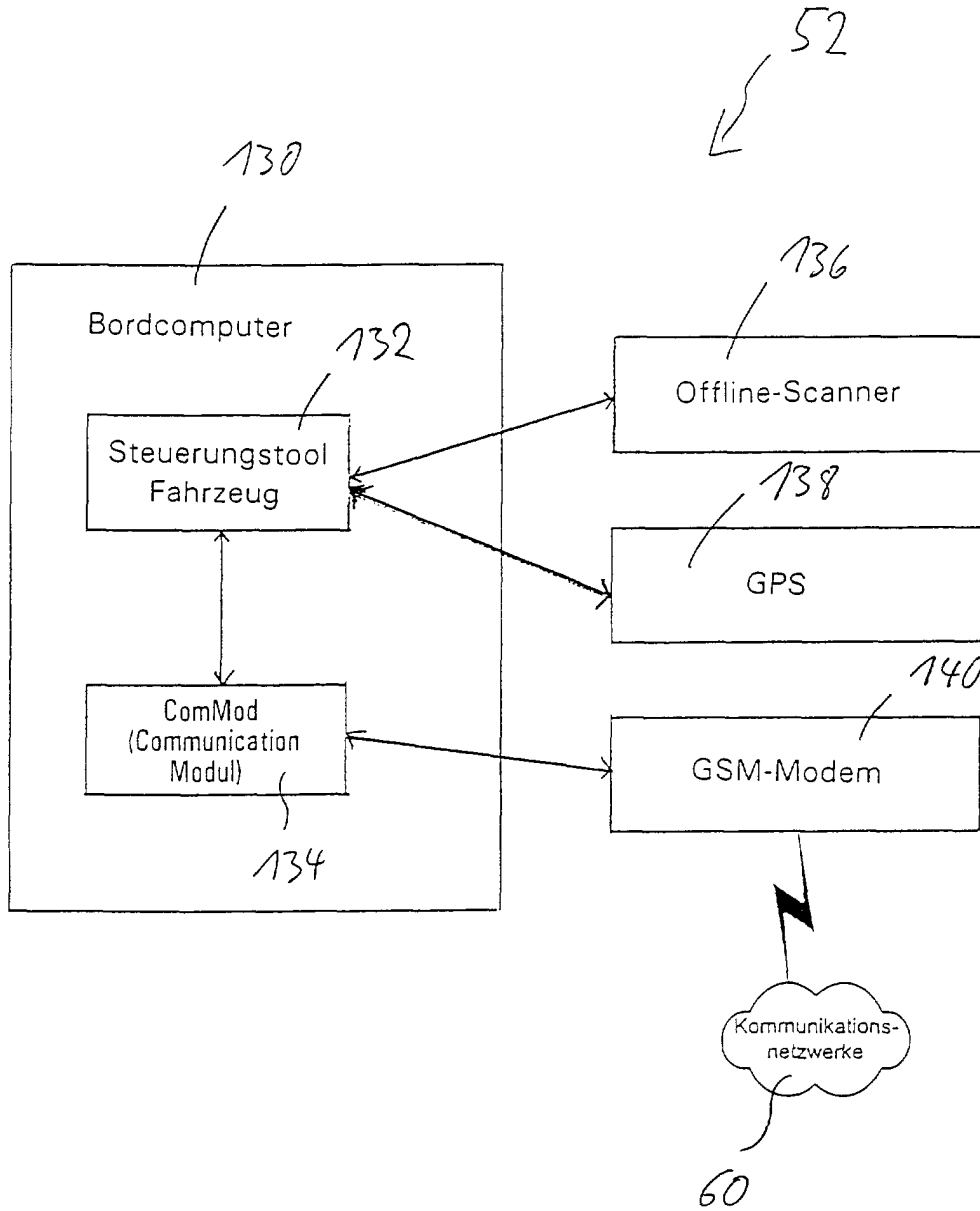 52
130
Bordcomputer
132
Steuerungstool
Fahrzeug
ComMod
(Communication
Modul)
134
136
Offline-Scanner
138
GPS
140
GSM-Modem
Kommunikations-
netzwerke
60